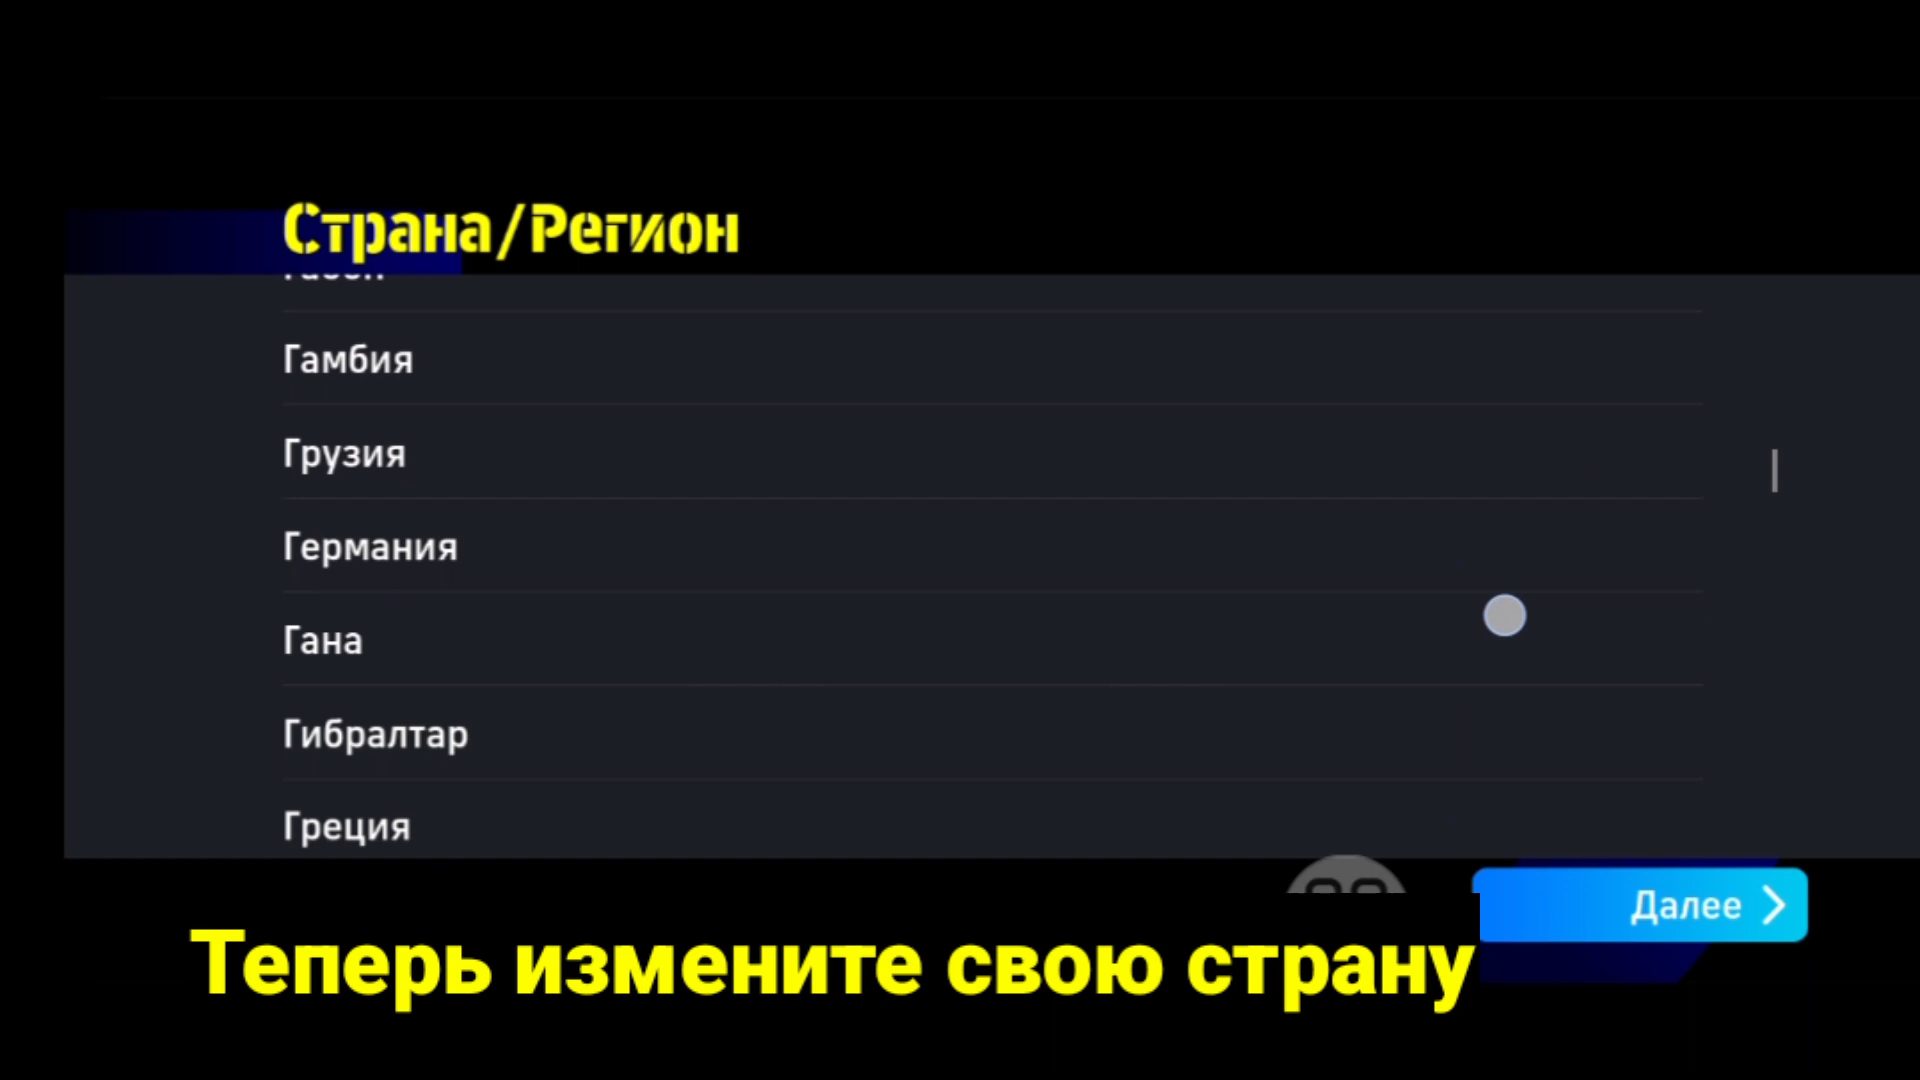 Страна/Регион
Гамбия
Грузия
Германия
Гана
Гибралтар
Греция
Далее
Теперь измените свою страну